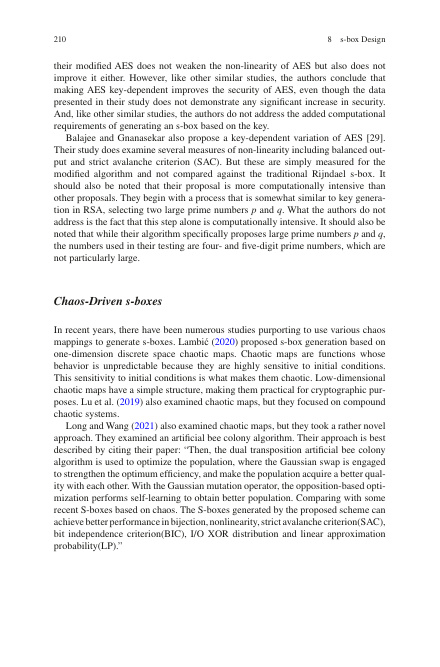 210
8 s-box Design
their modified AES does not weaken the non-linearity of AES but also does not
improve it either. However, like other similar studies, the authors conclude that
making AES key-dependent improves the security of AES, even though the data
presented in their study does not demonstrate any significant increase in security.
And, like other similar studies, the authors do not address the added computational
requirements of generating an s-box based on the key.
Balajee and Gnanasekar also propose a key-dependent variation of AES [29].
Their study does examine several measures of non-linearity including balanced out-
put and strict avalanche criterion (SAC). But these are simply measured for the
modified algorithm and not compared against the traditional Rijndael s-box. It
should also be noted that their proposal is more computationally intensive than
other proposals. They begin with a process that is somewhat similar to key genera-
tion in RSA, selecting two large prime numbers p and q. What the authors do not
address is the fact that this step alone is computationally intensive. It should also be
noted that while their algorithm specifically proposes large prime numbers p and q,
the numbers used in their testing are four- and five-digit prime numbers, which are
not particularly large.
Chaos-Driven s-boxes
In recent years, there have been numerous studies purporting to use various chaos
mappings to generate s-boxes. Lambić (2020) proposed s-box generation based on
one-dimension discrete space chaotic maps. Chaotic maps are functions whose
behavior is unpredictable because they are highly sensitive to initial conditions.
This sensitivity to initial conditions is what makes them chaotic. Low-dimensional
chaotic maps have a simple structure, making them practical for cryptographic pur-
poses. Lu et al. (2019) also examined chaotic maps, but they focused on compound
chaotic systems.
Long and Wang (2021) also examined chaotic maps, but they took a rather novel
approach. They examined an artificial bee colony algorithm. Their approach is best
described by citing their paper: “Then, the dual transposition artificial bee colony
algorithm is used to optimize the population, where the Gaussian swap is engaged
to strengthen the optimum efficiency, and make the population acquire a better qual-
ity with each other. With the Gaussian mutation operator, the opposition-based opti-
mization performs self-learning to obtain better population. Comparing with some
recent S-boxes based on chaos. The S-boxes generated by the proposed scheme can
achieve better performance in bijection, nonlinearity, strict avalanche criterion(SAC),
bit independence criterion(BIC), I/O XOR distribution and linear approximation
probability(LP).”